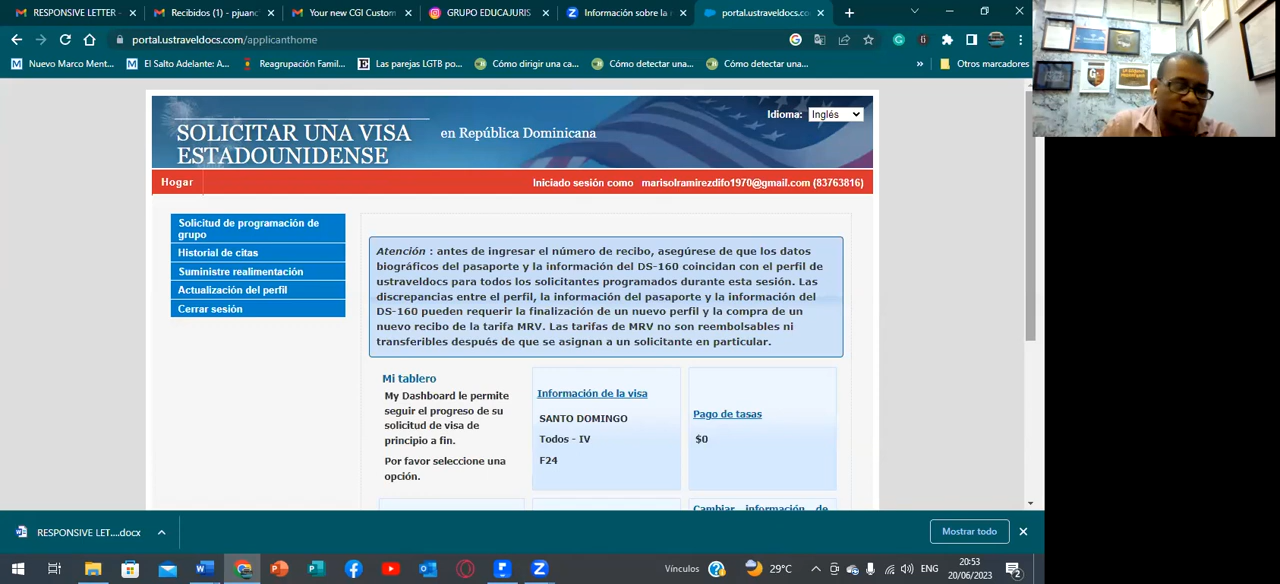 RESPONSIVE LETTER -
Recibidos (1) - pjuanc
Your new CGI Custom
GRUPO EDUCAJURIS
Información sobre la r
portal.ustraveldocs.co
portal.ustraveldocs.com/applicanthome
Nuevo Marco Ment...
El Salto Adelante: A...
Reagrupación Famil...
Las parejas LGTB po...
Cómo dirigir una ca...
Cómo detectar una...
Cómo detectar una...
Otros marcadores
SOLICITAR UNA VISA
ESTADOUNIDENSE
en República Dominicana
Idioma: Inglés
Hogar
Iniciado sesión como marisolramirezdifo1970@gmail.com (83763816)
Solicitud de programación de
grupo
Historial de citas
Suministre realimentación
Actualización del perfil
Cerrar sesión
Atención : antes de ingresar el número de recibo, asegúrese de que los datos
biográficos del pasaporte y la información del DS-160 coincidan con el perfil de
ustraveldocs para todos los solicitantes programados durante esta sesión. Las
discrepancias entre el perfil, la información del pasaporte y la información del
DS-160 pueden requerir la finalización de un nuevo perfil y la compra de un
nuevo recibo de la tarifa MRV. Las tarifas de MRV no son reembolsables ni
transferibles después de que se asignan a un solicitante en particular.
Mi tablero
My Dashboard le permite
seguir el progreso de su
solicitud de visa de
principio a fin.
Por favor seleccione una
opción.
Información de la visa
SANTO DOMINGO
Todos - IV
F24
Pago de tasas
$0
Cambiar información de
RESPONSIVE LET....docx
Mostrar todo
Vínculos
29°C
ENG
20:53
20/06/2023
2